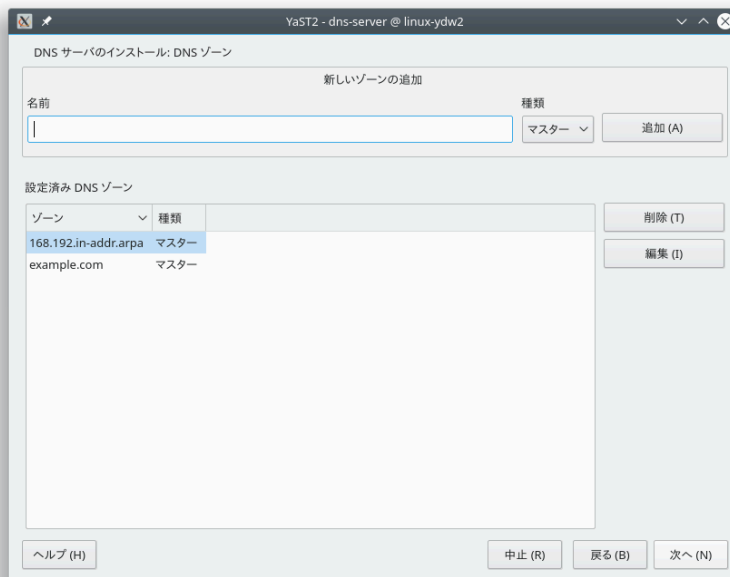 YaST2 - dns-server @ linux-ydw2
DNS サーバのインストール: DNS ゾーン
新しいゾーンの追加
名前
種類
マスター
追加 (A)
設定済み DNS ゾーン
ゾーン 種類
168.192.in-addr.arpa マスター
example.com マスター
削除 (T)
編集 (I)
ヘルプ (H)
中止 (R)
戻る (B)
次へ (N)